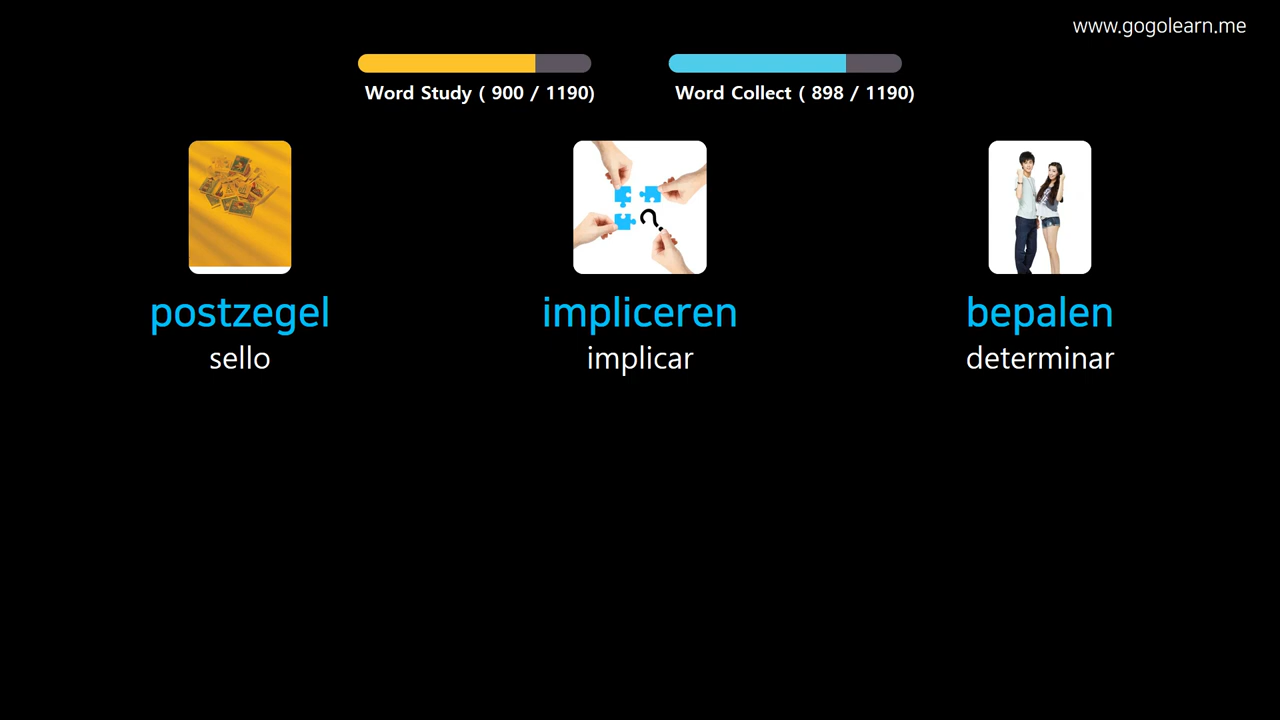 www.gogolearn.me
Word Study ( 900 / 1190)
Word Collect ( 898 / 1190)
postzegel
sello
impliceren
implicar
bepalen
determinar